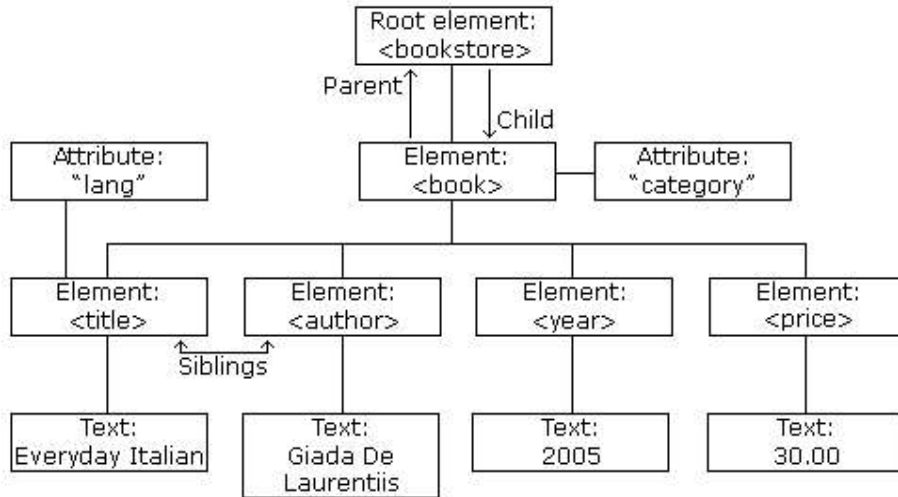 Root element:
<bookstore>
Parent
Child
Attribute:
“lang”
Element:
<book>
Attribute:
“category”
Element:
<title>
Element:
<author>
Element:
<year>
Element:
<price>
Siblings
Text:
Everyday Italian
Text:
Giada De
Laurentiis
Text:
2005
Text:
30.00